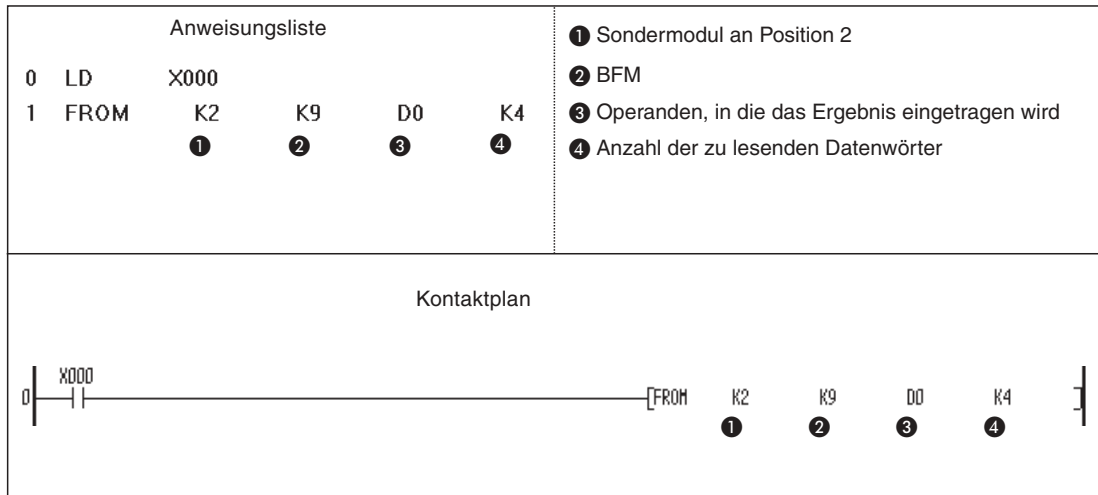 Anweisungsliste
0 LD X000
1 FROM K2 K9 D0 K4
❶ ❷ ❸ ❹
❶ Sondermodul an Position 2
❷ BFM
❸ Operanden, in die das Ergebnis eingetragen wird
❹ Anzahl der zu lesenden Datenwörter
Kontaktplan
X000
0 [FROM K2 K9 D0 K4 ]
❶ ❷ ❸ ❹